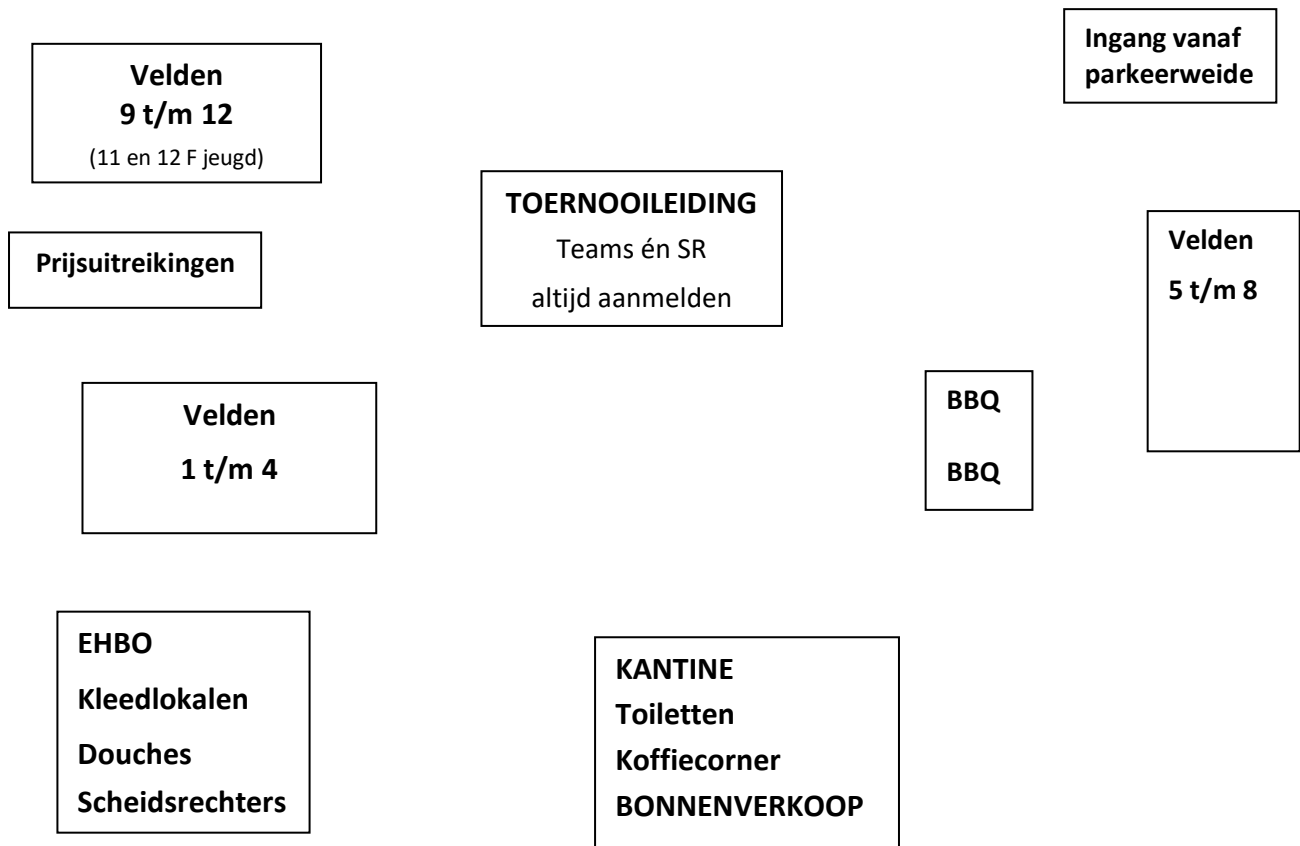 Ingang vanaf
parkeerweide
Velden
9 t/m 12
(11 en 12 F jeugd)
TOERNOOILEIDING
Teams én SR
altijd aanmelden
Velden
5 t/m 8
Prijsuitreikingen
Velden
1 t/m 4
BBQ
BBQ
EHBO
Kleedlokalen
Douches
Scheidsrechters
KANTINE
Toiletten
Koffiecorner
BONNENVERKOOP